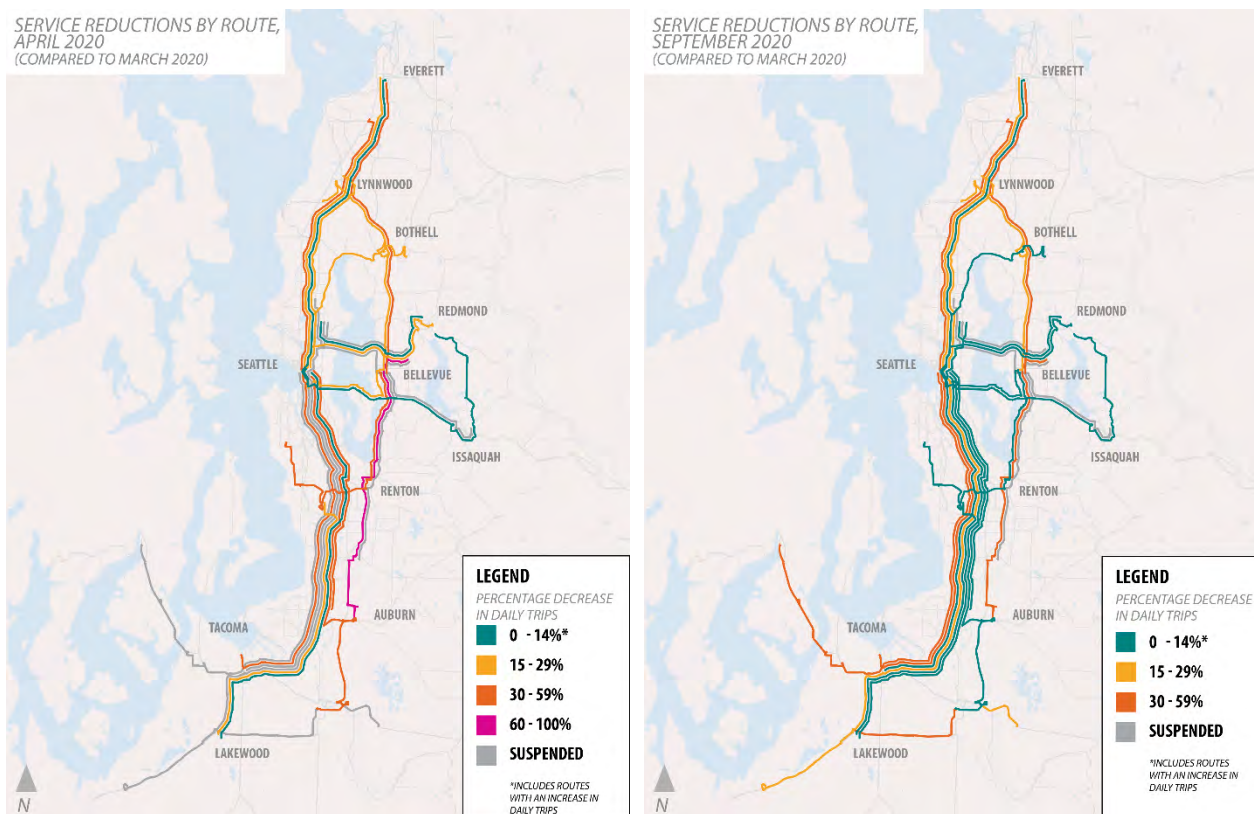 SERVICE REDUCTIONS BY ROUTE,
APRIL 2020
(COMPARED TO MARCH 2020)
EVERETT
LYNNWOOD
BOTHELL
REDMOND
SEATTLE
BELLEVUE
ISSAQUAH
RENTON
AUBURN
TACOMA
LAKEWOOD
N
LEGEND
PERCENTAGE DECREASE
IN DAILY TRIPS
0 - 14%*
15 - 29%
30 - 59%
60 - 100%
SUSPENDED
*INCLUDES ROUTES
WITH AN INCREASE IN
DAILY TRIPS
SERVICE REDUCTIONS BY ROUTE,
SEPTEMBER 2020
(COMPARED TO MARCH 2020)
EVERETT
LYNNWOOD
BOTHELL
REDMOND
SEATTLE
BELLEVUE
ISSAQUAH
RENTON
AUBURN
TACOMA
LAKEWOOD
N
LEGEND
PERCENTAGE DECREASE
IN DAILY TRIPS
0 - 14%*
15 - 29%
30 - 59%
SUSPENDED
*INCLUDES ROUTES
WITH AN INCREASE IN
DAILY TRIPS